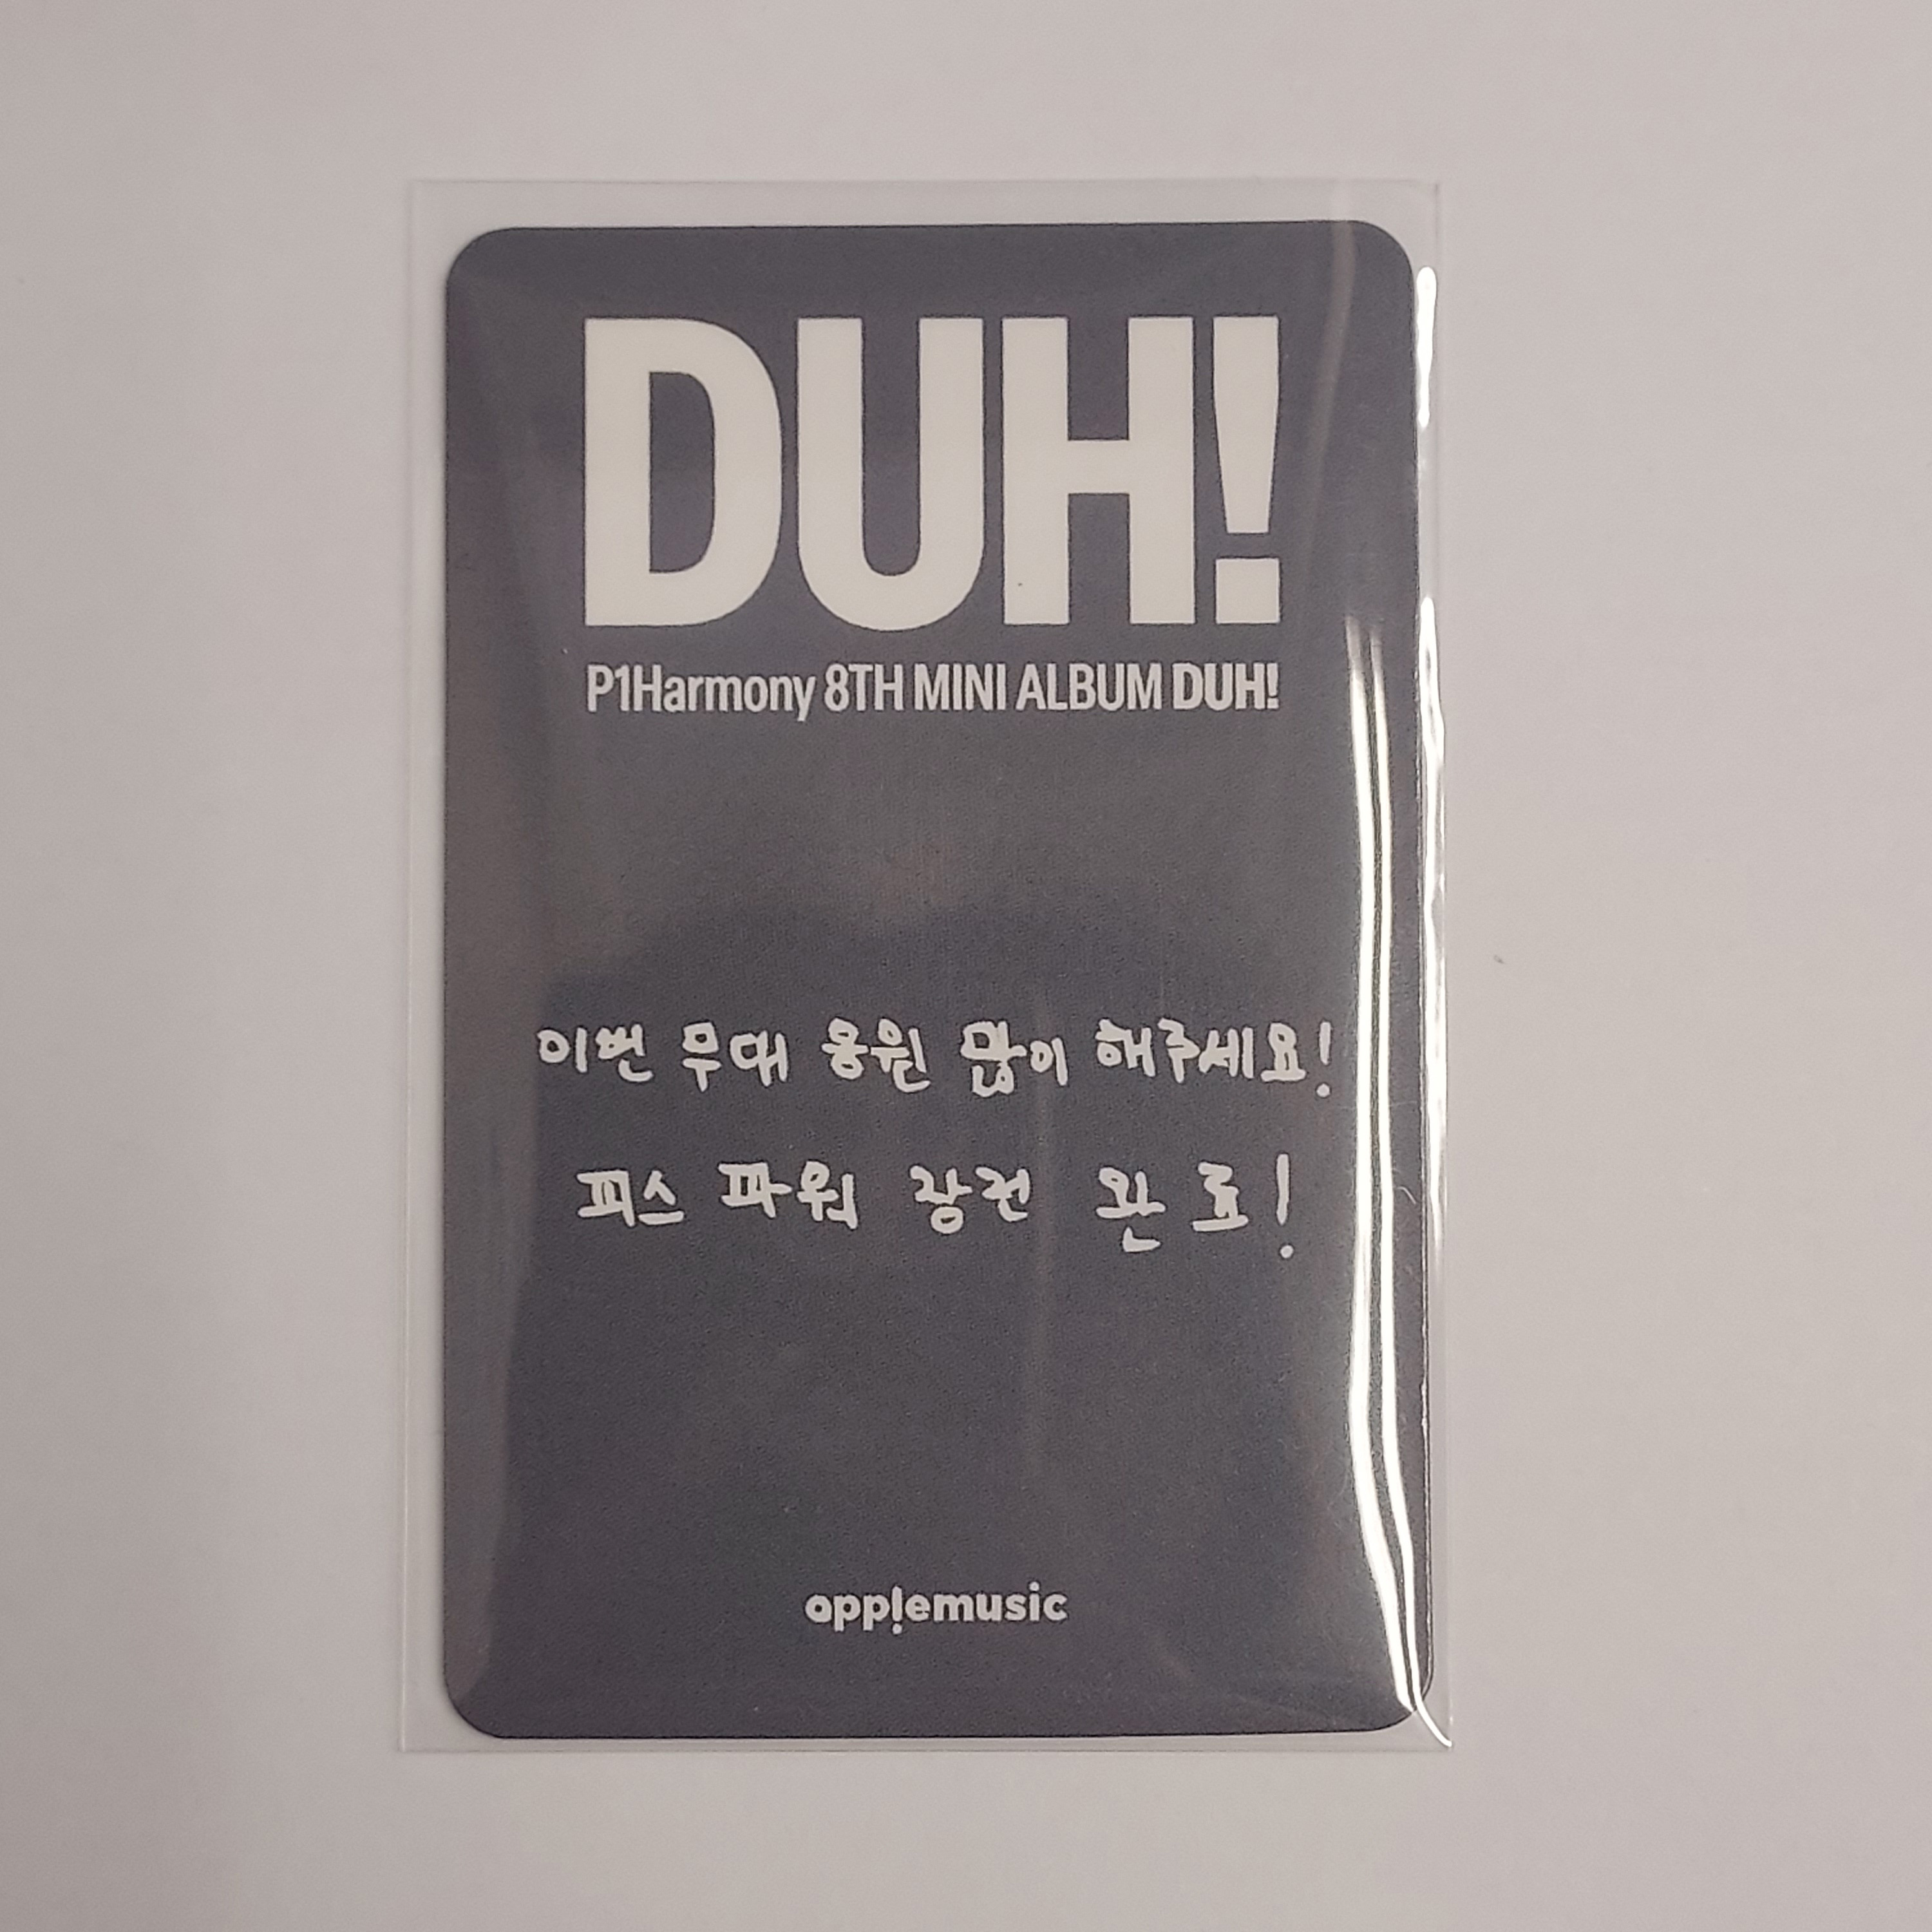 DUH!
P1Harmony 8TH MINI ALBUM DUH!
이번 무대 응원 많이 해주세요!
피스 파워 장전 완료!
applemusic